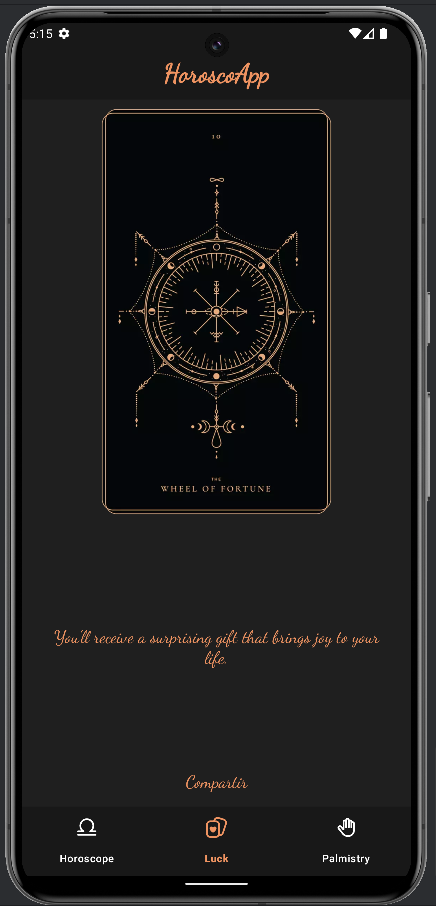 5:15
HoroscoApp
10
THE
WHEEL OF FORTUNE
You'll receive a surprising gift that brings joy to your
life.
Compartir
Horoscope
Luck
Palmistry